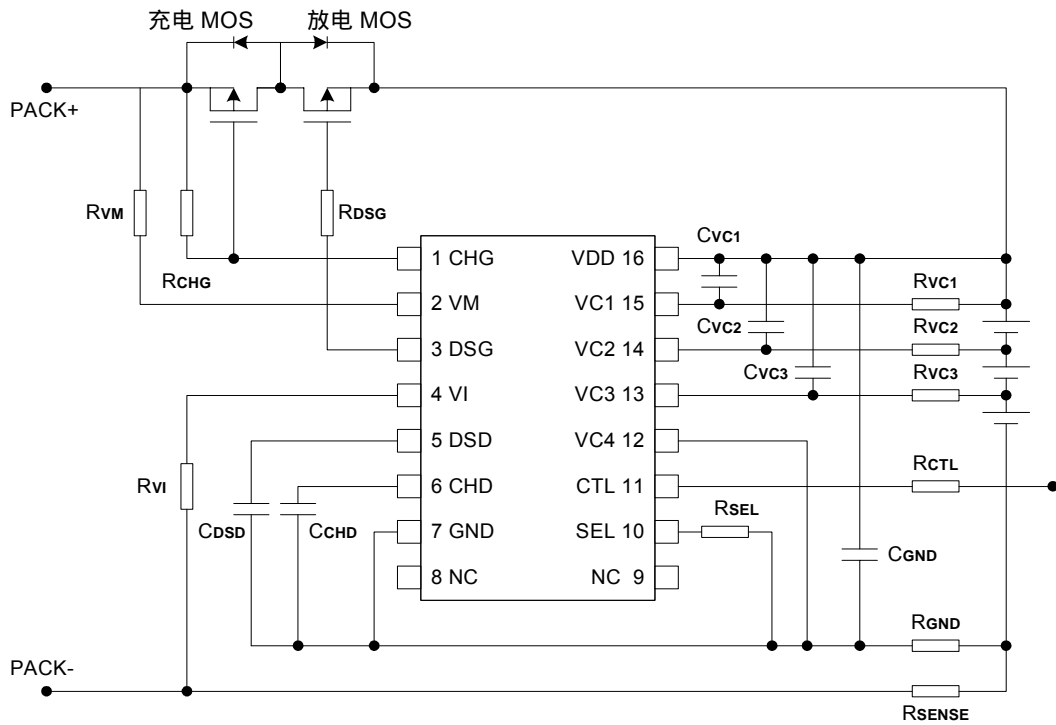 充电 MOS 放电 MOS
PACK+
RVM
RCHG
RDSG
1 CHG VDD 16
2 VM VC1 15
3 DSG VC2 14
4 VI VC3 13
5 DSD VC4 12
6 CHD CTL 11
7 GND SEL 10
8 NC NC 9
CVC1
CVC2
CVC3
RVC1
RVC2
RVC3
RCTL
RSEL
RVI
CDSD
CCHD
CGND
RGND
PACK-
RSENSE